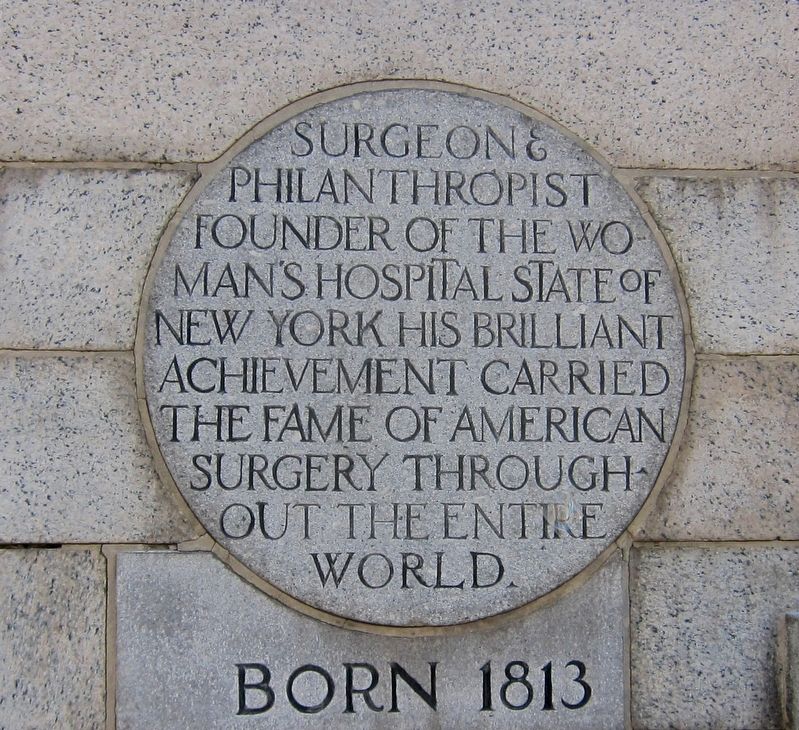 SURGEON &
PHILANTHROPIST
FOUNDER OF THE WO-
MAN'S HOSPITAL STATE OF
NEW YORK HIS BRILLIANT
ACHIEVEMENT CARRIED
THE FAME OF AMERICAN
SURGERY THROUGH-
OUT THE ENTIRE
WORLD.
BORN 1813